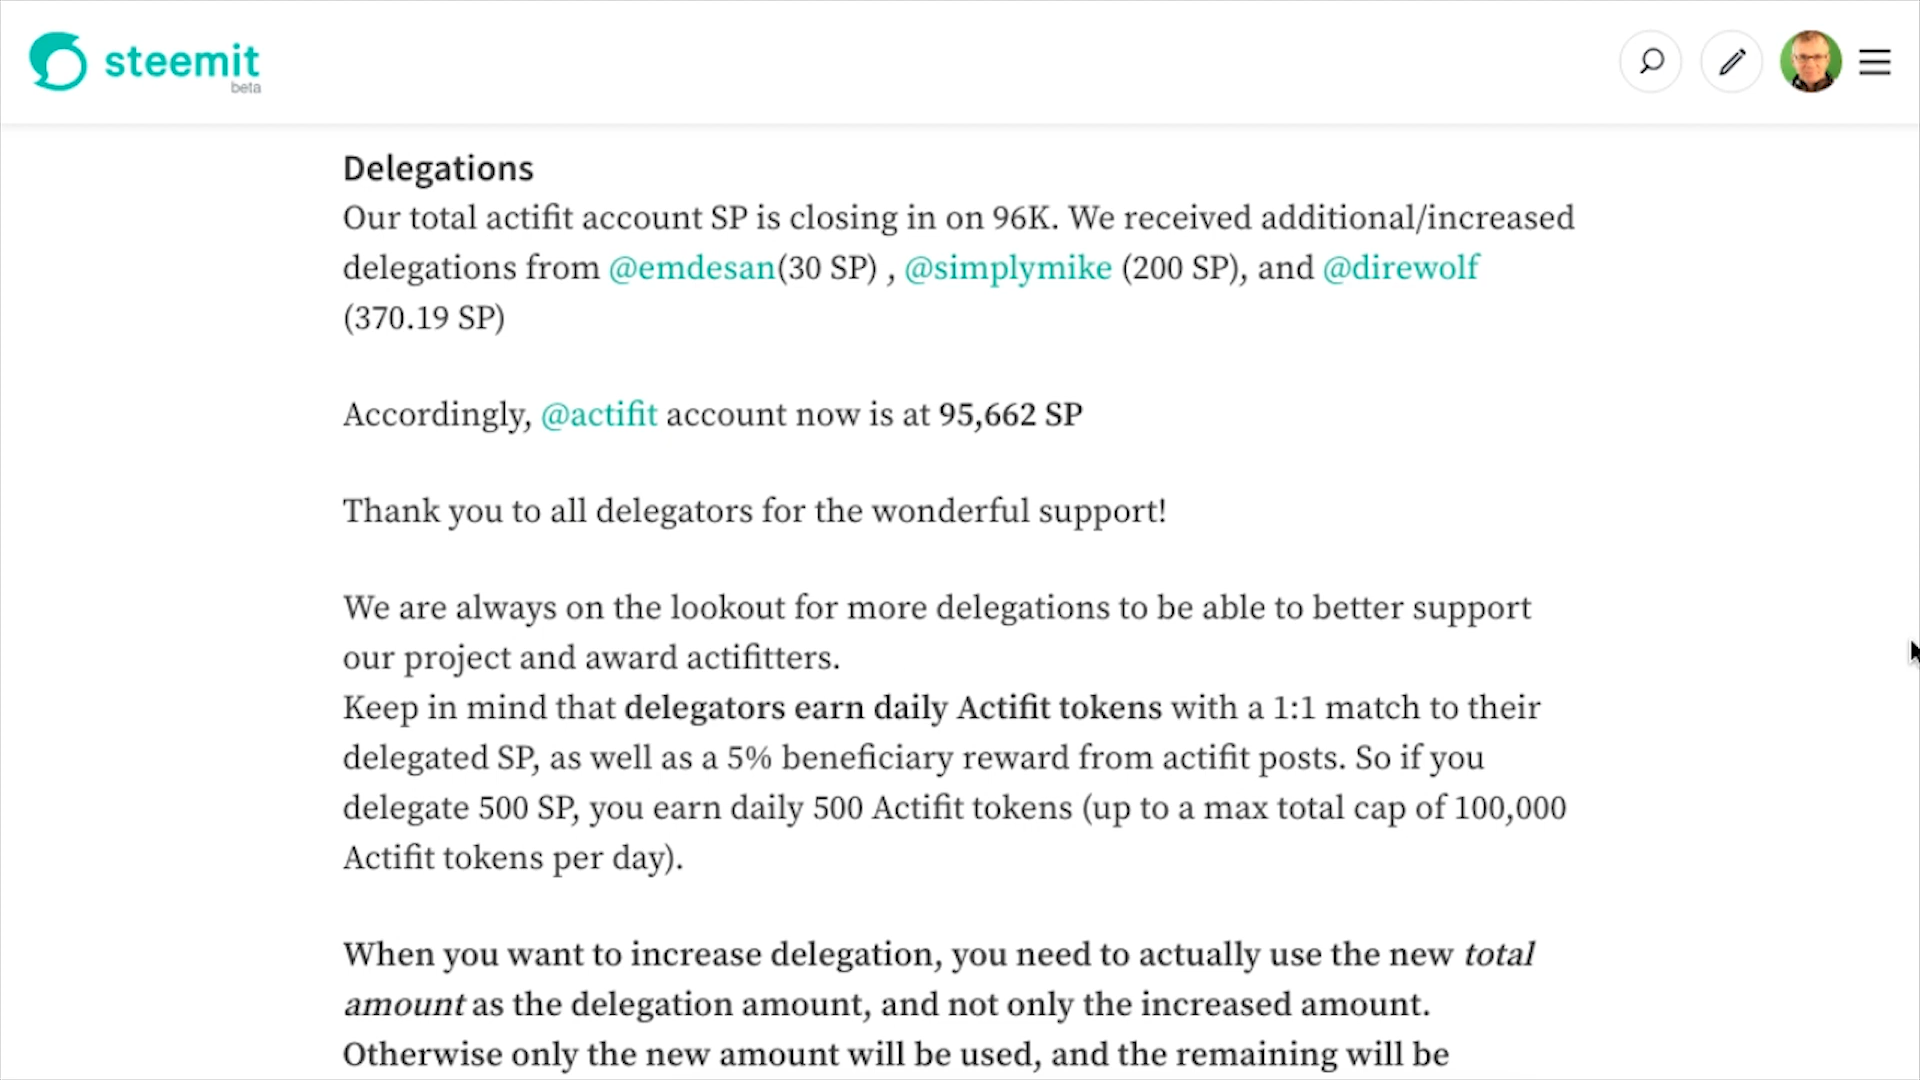 steemit
beta
Delegations
Our total actifit account SP is closing in on 96K. We received additional/increased
delegations from @emdesan(30 SP) , @simplymike (200 SP), and @direwolf
(370.19 SP)
Accordingly, @actifit account now is at 95,662 SP
Thank you to all delegators for the wonderful support!
We are always on the lookout for more delegations to be able to better support
our project and award actifitters.
Keep in mind that delegators earn daily Actifit tokens with a 1:1 match to their
delegated SP, as well as a 5% beneficiary reward from actifit posts. So if you
delegate 500 SP, you earn daily 500 Actifit tokens (up to a max total cap of 100,000
Actifit tokens per day).
When you want to increase delegation, you need to actually use the new total
amount as the delegation amount, and not only the increased amount.
Otherwise only the new amount will be used, and the remaining will be